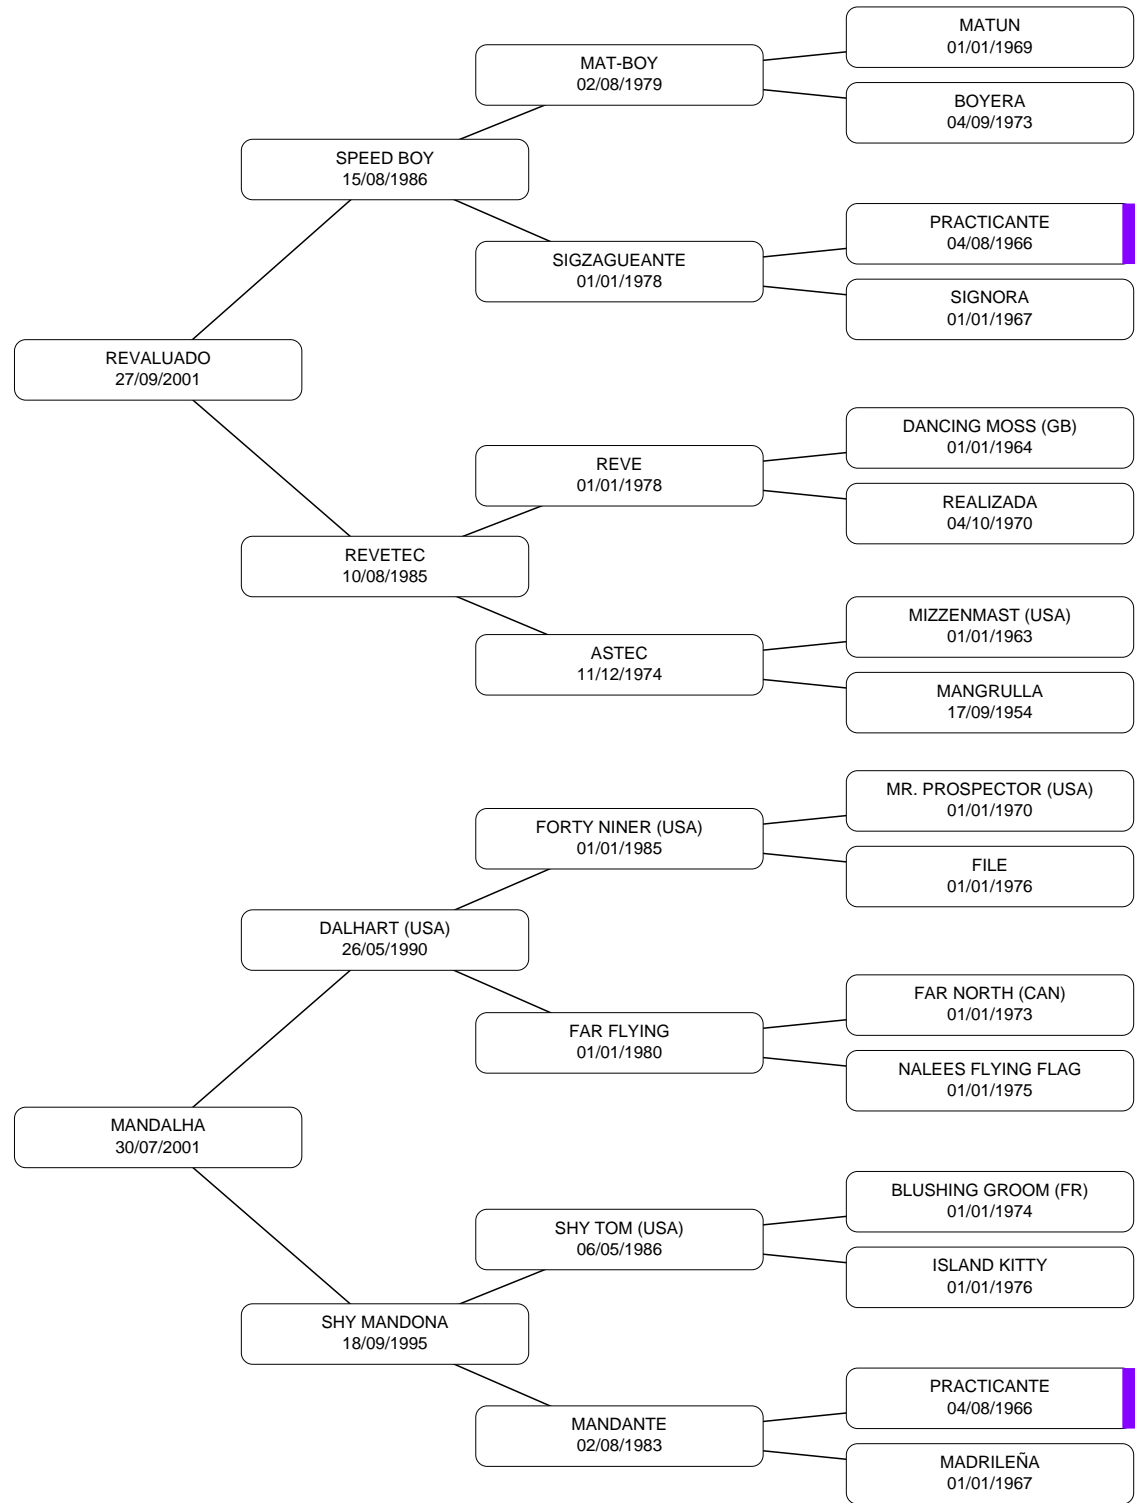 MATUN
01/01/1969
MAT-BOY
02/08/1979
BOYERA
04/09/1973
SPEED BOY
15/08/1986
PRACTICANTE
04/08/1966
SIGZAGUEANTE
01/01/1978
SIGNORA
01/01/1967
REVALUADO
27/09/2001
DANCING MOSS (GB)
01/01/1964
REVE
01/01/1978
REALIZADA
04/10/1970
REVETEC
10/08/1985
MIZZENMAST (USA)
01/01/1963
ASTEC
11/12/1974
MANGRULLA
17/09/1954
MR. PROSPECTOR (USA)
01/01/1970
FORTY NINER (USA)
01/01/1985
FILE
01/01/1976
DALHART (USA)
26/05/1990
FAR NORTH (CAN)
01/01/1973
FAR FLYING
01/01/1980
NALEES FLYING FLAG
01/01/1975
MANDALHA
30/07/2001
BLUSHING GROOM (FR)
01/01/1974
SHY TOM (USA)
06/05/1986
ISLAND KITTY
01/01/1976
SHY MANDONA
18/09/1995
PRACTICANTE
04/08/1966
MANDANTE
02/08/1983
MADRILEÑA
01/01/1967